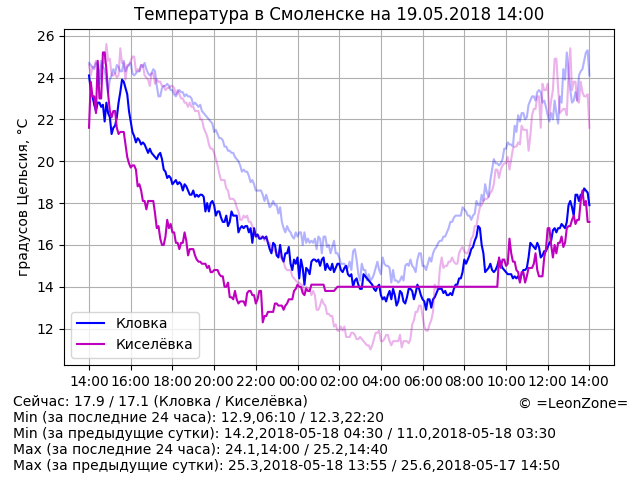 Температура в Смоленске на 19.05.2018 14:00
градусов Цельсия, °C
26
24
22
20
18
16
14
12
Кловка
Киселёвка
14:00 16:00 18:00 20:00 22:00 00:00 02:00 04:00 06:00 08:00 10:00 12:00 14:00
Сейчас: 17.9 / 17.1 (Кловка / Киселёвка)
© =LeonZone=
Min (за последние 24 часа): 12.9,06:10 / 12.3,22:20
Min (за предыдущие сутки): 14.2,2018-05-18 04:30 / 11.0,2018-05-18 03:30
Max (за последние 24 часа): 24.1,14:00 / 25.2,14:40
Max (за предыдущие сутки): 25.3,2018-05-18 13:55 / 25.6,2018-05-17 14:50